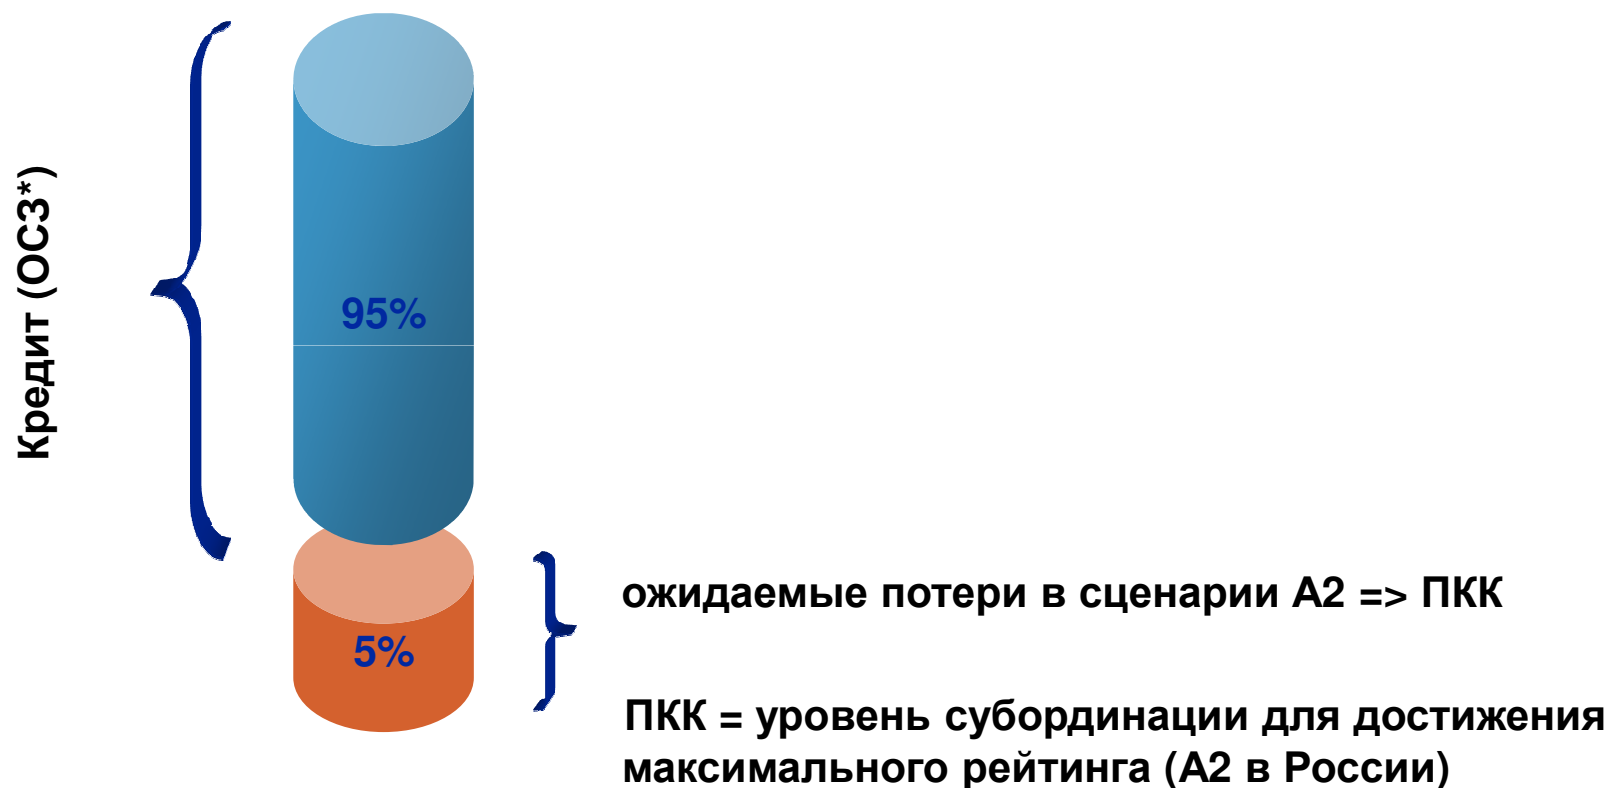 Кредит (ОСЗ*)
95%
5%
ожидаемые потери в сценарии А2 => ПКК
ПКК = уровень субординации для достижения
максимального рейтинга (А2 в России)